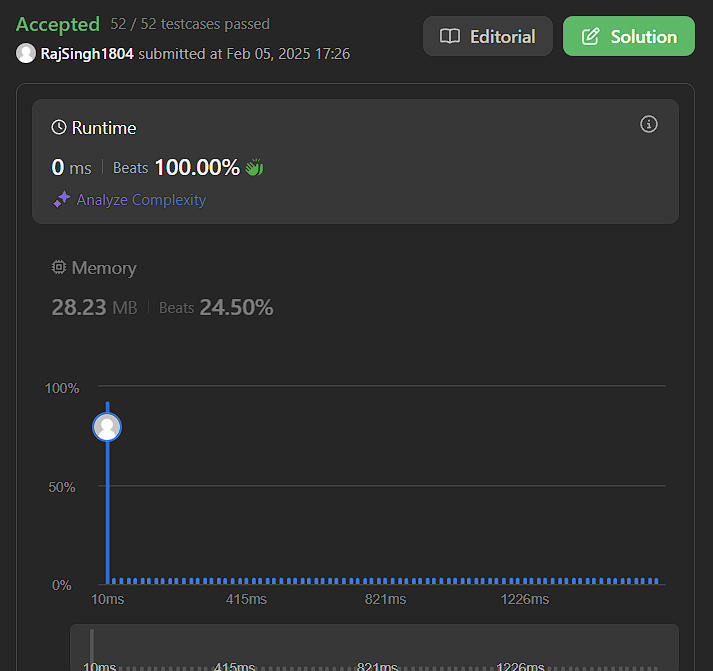 Accepted 52 / 52 testcases passed
Editorial
Solution
RajSingh1804 submitted at Feb 05, 2025 17:26
Runtime
0 ms Beats 100.00%
Analyze Complexity
Memory
28.23 MB Beats 24.50%
100%
50%
0%
10ms 415ms 821ms 1226ms
10ms 415ms 821ms 1226ms